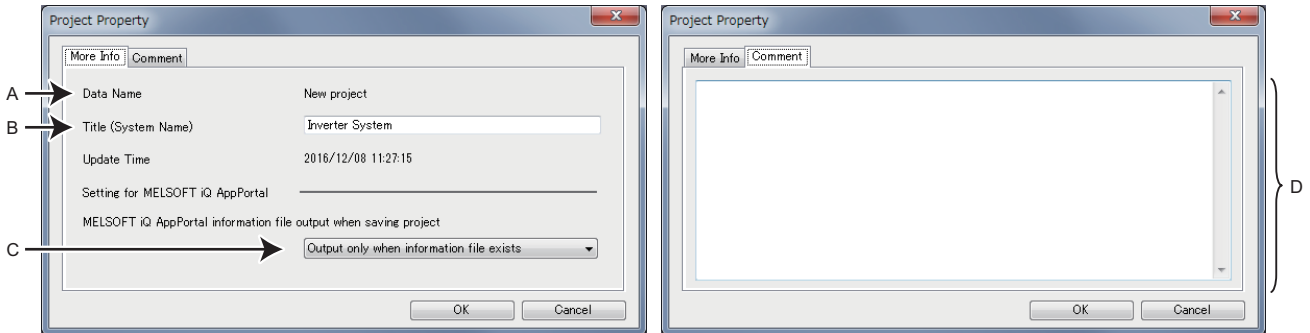 Project Property
More Info Comment
A Data Name New project
B Title (System Name) Inverter System
Update Time 2016/12/08 11:27:15
Setting for MELSOFT iQ AppPortal
MELSOFT iQ AppPortal information file output when saving project
C Output only when information file exists
OK Cancel
Project Property
More Info Comment
D
OK Cancel